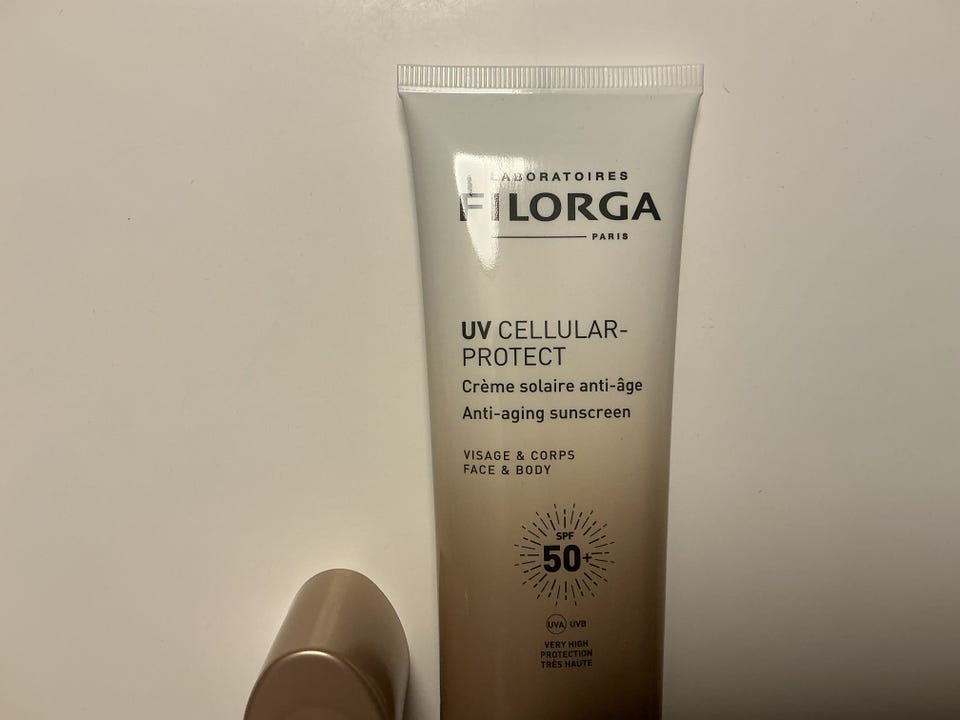 LABORATOIRES
FILORGA
PARIS
UV CELLULAR-
PROTECT
Crème solaire anti-âge
Anti-aging sunscreen
VISAGE & CORPS
FACE & BODY
SPF
50+
UVA UVB
VERY HIGH
PROTECTION
TRÈS HAUTE